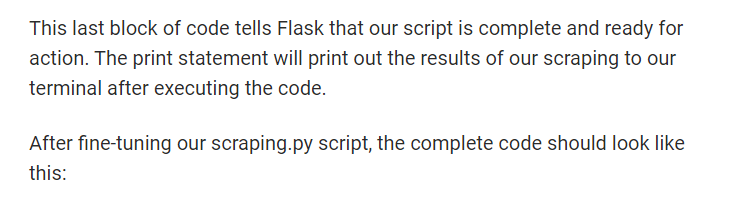 This last block of code tells Flask that our script is complete and ready for
action. The print statement will print out the results of our scraping to our
terminal after executing the code.
After fine-tuning our scraping.py script, the complete code should look like
this: